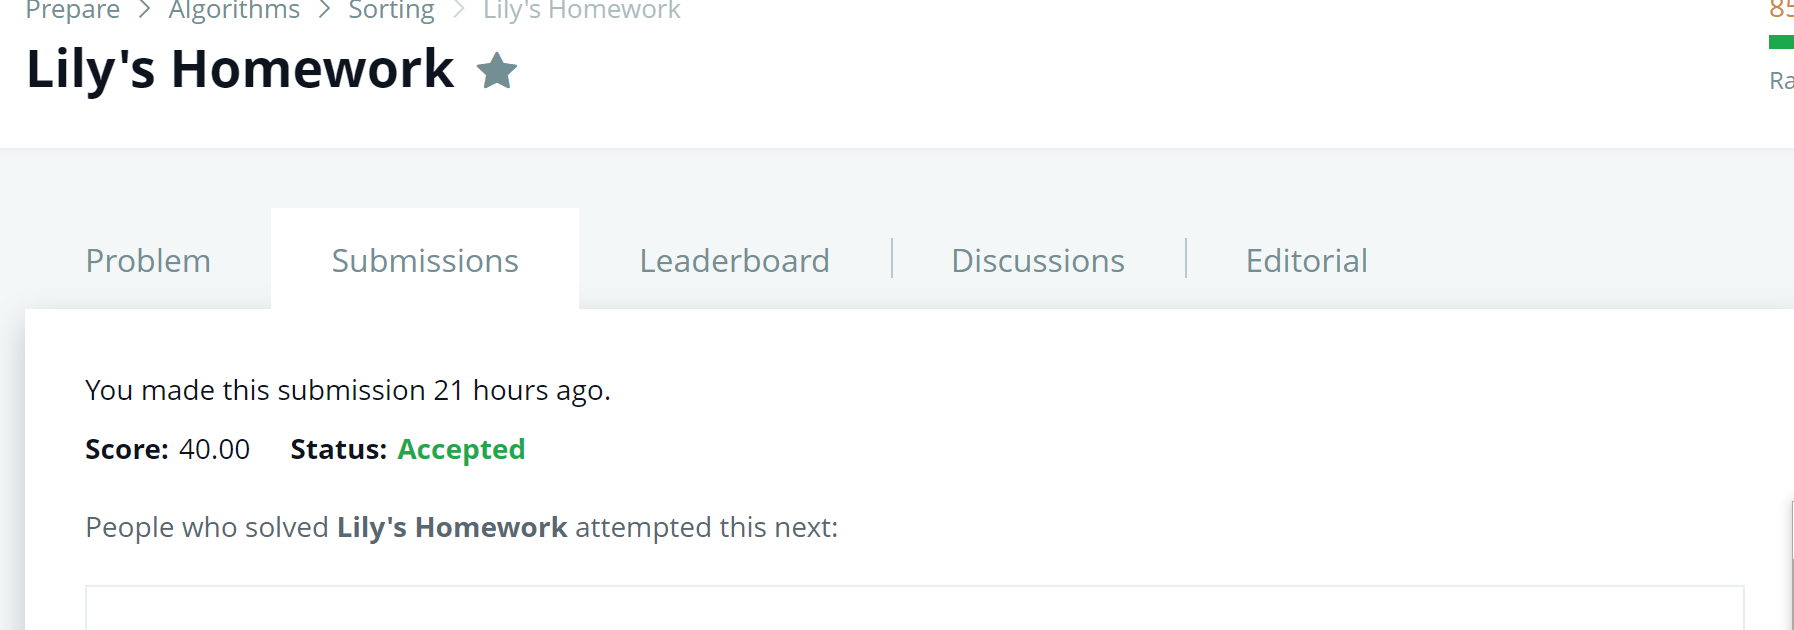 Prepare > Algorithms > Sorting > Lily's Homework
85
Lily's Homework
Ra
Problem Submissions Leaderboard Discussions Editorial
You made this submission 21 hours ago.
Score: 40.00 Status: Accepted
People who solved Lily's Homework attempted this next: